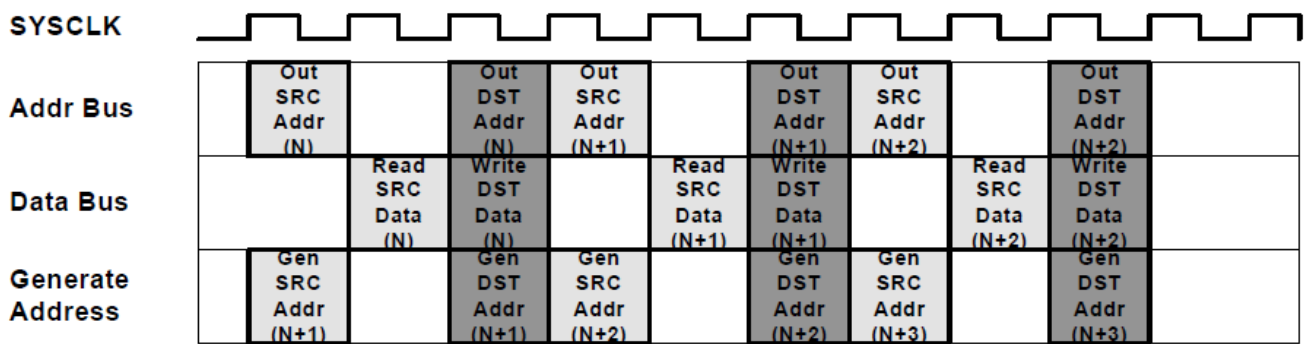 SYSCLK
Addr Bus
Out
SRC
Addr
(N)
Out
DST
Addr
(N)
Out
SRC
Addr
(N+1)
Out
DST
Addr
(N+1)
Out
SRC
Addr
(N+2)
Out
DST
Addr
(N+2)
Data Bus
Read
SRC
Data
(N)
Write
DST
Data
(N)
Read
SRC
Data
(N+1)
Write
DST
Data
(N+1)
Read
SRC
Data
(N+2)
Write
DST
Data
(N+2)
Generate
Address
Gen
SRC
Addr
(N+1)
Gen
DST
Addr
(N+1)
Gen
SRC
Addr
(N+2)
Gen
DST
Addr
(N+2)
Gen
SRC
Addr
(N+3)
Gen
DST
Addr
(N+3)